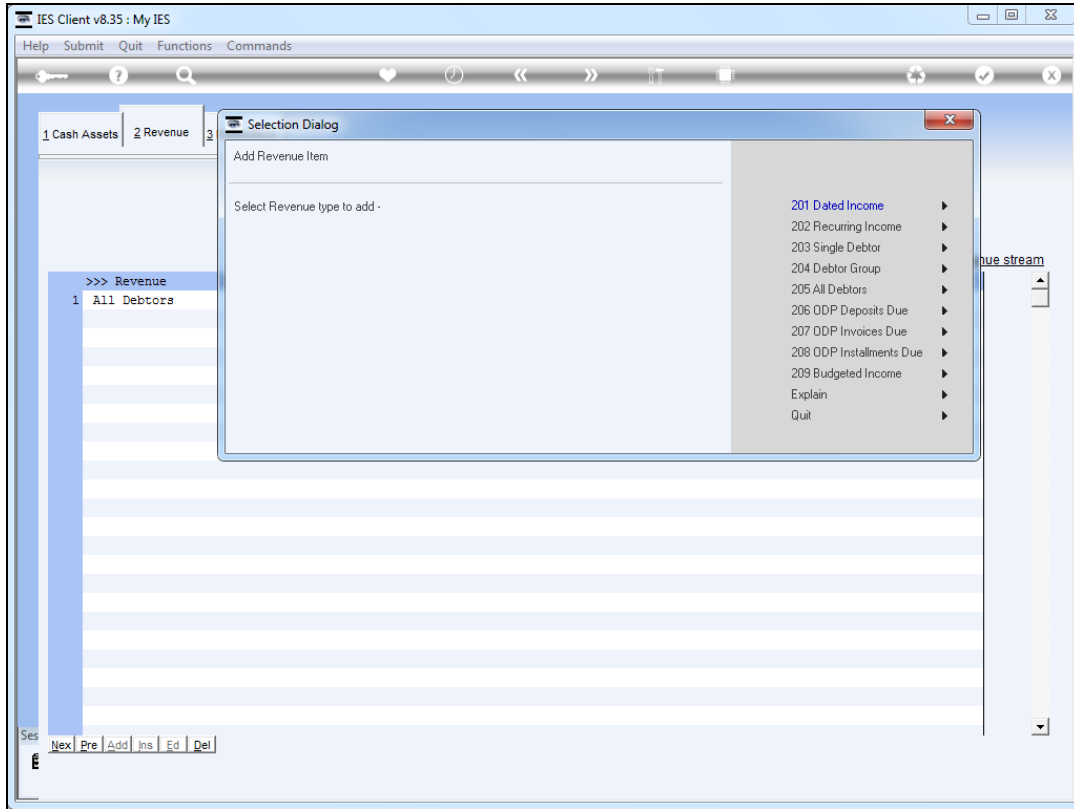 IES Client v8.35 : My IES
Help Submit Quit Functions Commands
1 Cash Assets 2 Revenue 3
Selection Dialog
Add Revenue Item
Select Revenue type to add -
201 Dated Income
202 Recurring Income
203 Single Debtor
204 Debtor Group
205 All Debtors
206 ODP Deposits Due
207 ODP Invoices Due
208 ODP Installments Due
209 Budgeted Income
Explain
Quit
nue stream
>>> Revenue
1 All Debtors
Ses
Nex Pre Add Ins Ed Del